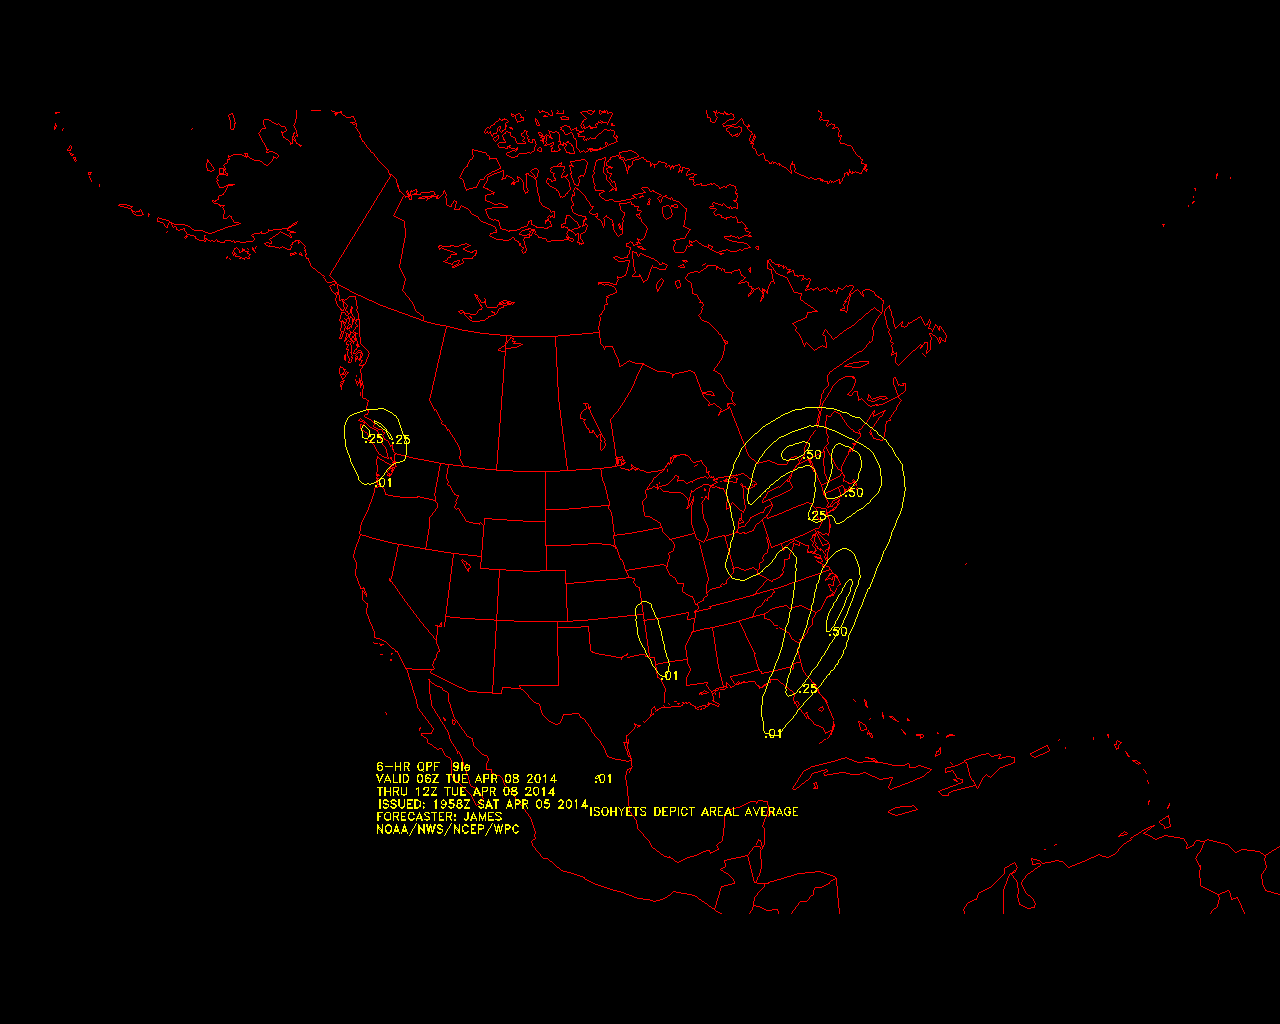 .25 .25
.01
.50
.50
.25
.50
.01
.25
.01
6-HR QPF 91e
VALID 06Z TUE APR 08 2014 .01
THRU 12Z TUE APR 08 2014
ISSUED: 1958Z SAT APR 05 2014
ISOHYETS DEPICT AREAL AVERAGE
FORECASTER: JAMES
NOAA/NWS/NCEP/WPC